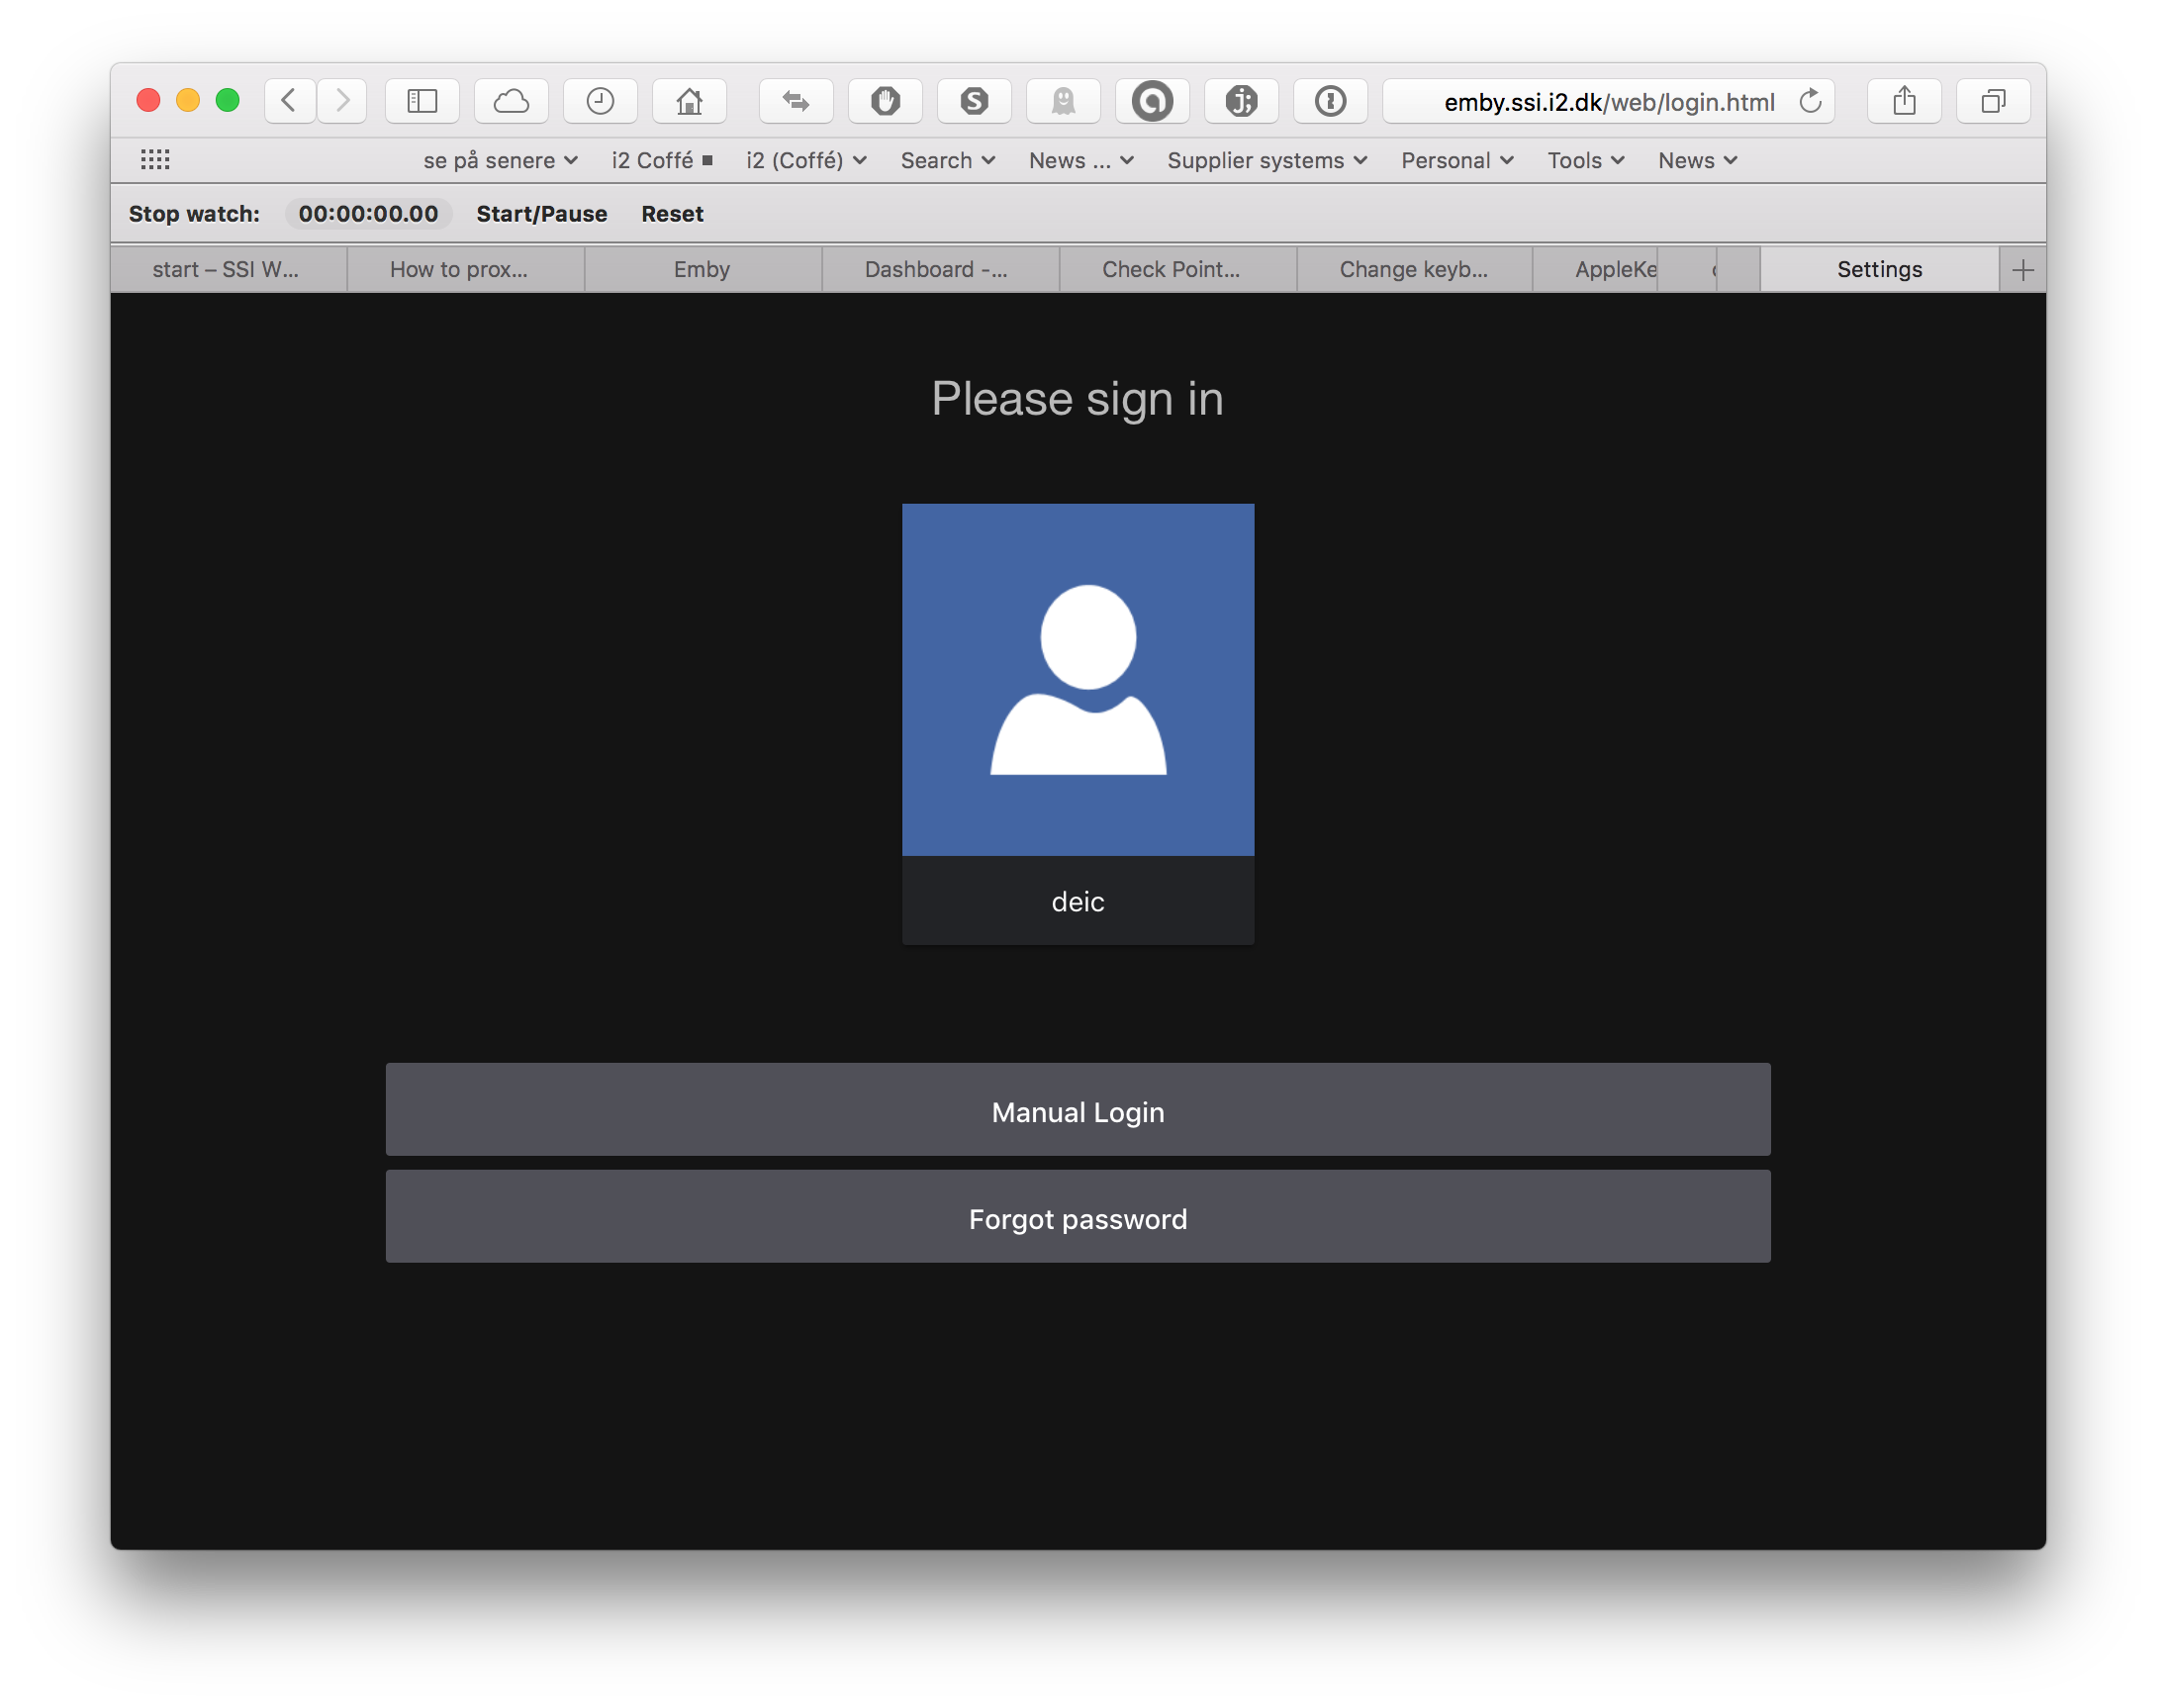 emby.ssi.i2.dk/web/login.html
se på senere i2 Coffé i2 (Coffé) Search News ... Supplier systems Personal Tools News
Stop watch: 00:00:00.00 Start/Pause Reset
start – SSI W... How to prox... Emby Dashboard -... Check Point... Change keyb... AppleKe Settings
Please sign in
deic
Manual Login
Forgot password